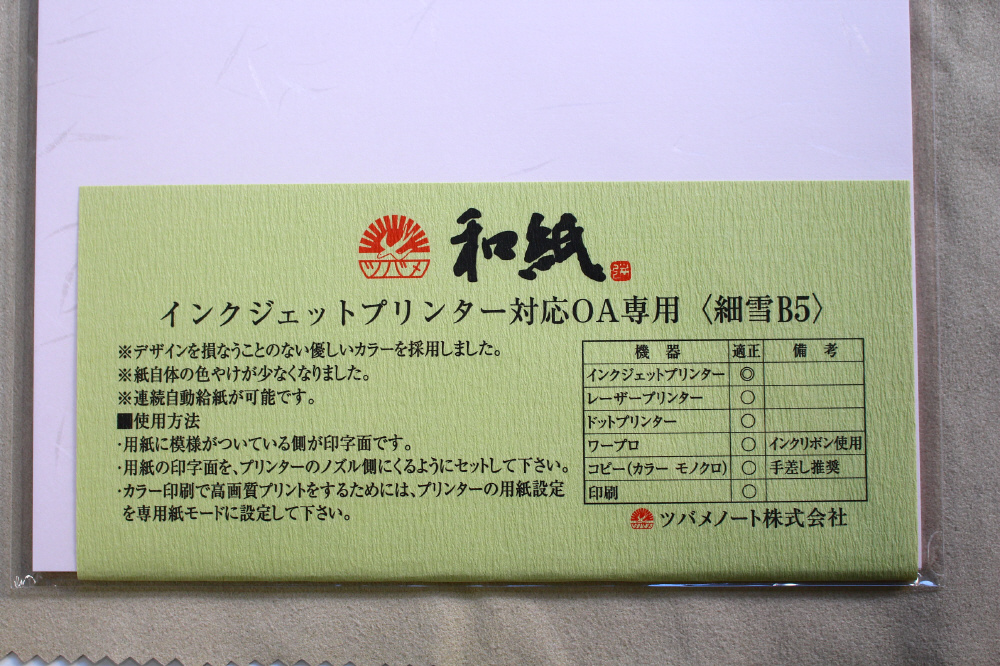 ツバメ
和紙
インクジェットプリンター対応OA専用〈細雪B5〉
※デザインを損なうことのない優しいカラーを採用しました。
※紙自体の色やけが少なくなりました。
※連続自動給紙が可能です。
■使用方法
・用紙に模様がついている側が印字面です。
・用紙の印字面を、プリンターのノズル側にくるようにセットして下さい。
・カラー印刷で高画質プリントをするためには、プリンターの用紙設定
を専用紙モードに設定して下さい。
機器 適正 備考
インクジェットプリンター ◎
レーザープリンター ○
ドットプリンター ○
ワープロ ○ インクリボン使用
コピー(カラー モノクロ) ○ 手差し推奨
印刷 ○
ツバメノート株式会社